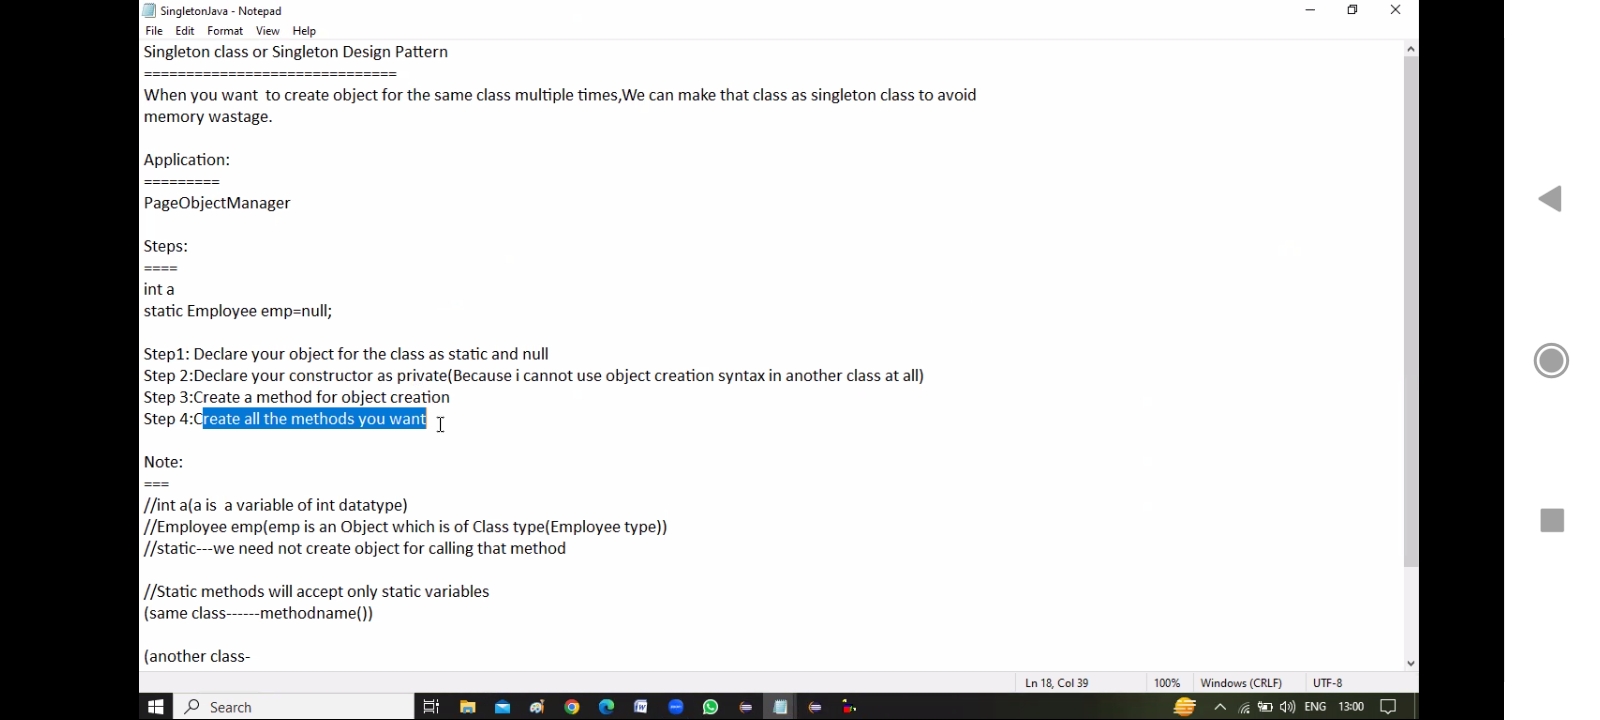 SingletonJava - Notepad
File Edit Format View Help
Singleton class or Singleton Design Pattern
==============================
When you want  to create object for the same class multiple times,We can make that class as singleton class to avoid
memory wastage.
Application:
=========
PageObjectManager
Steps:
====
int a
static Employee emp=null;
Step1: Declare your object for the class as static and null
Step 2:Declare your constructor as private(Because i cannot use object creation syntax in another class at all)
Step 3:Create a method for object creation
Step 4:Create all the methods you want
Note:
===
//int a(a is  a variable of int datatype)
//Employee emp(emp is an Object which is of Class type(Employee type))
//static---we need not create object for calling that method
//Static methods will accept only static variables
(same class------methodname())
(another class-
Ln 18, Col 39 100% Windows (CRLF) UTF-8
Search ENG 13:00